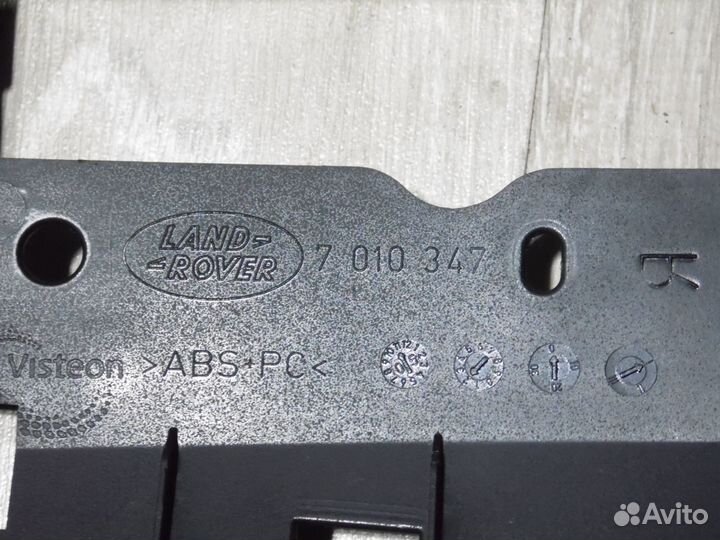 LAND-
-ROVER
7 010 347
K
Visteon >ABS+PC<
Avito